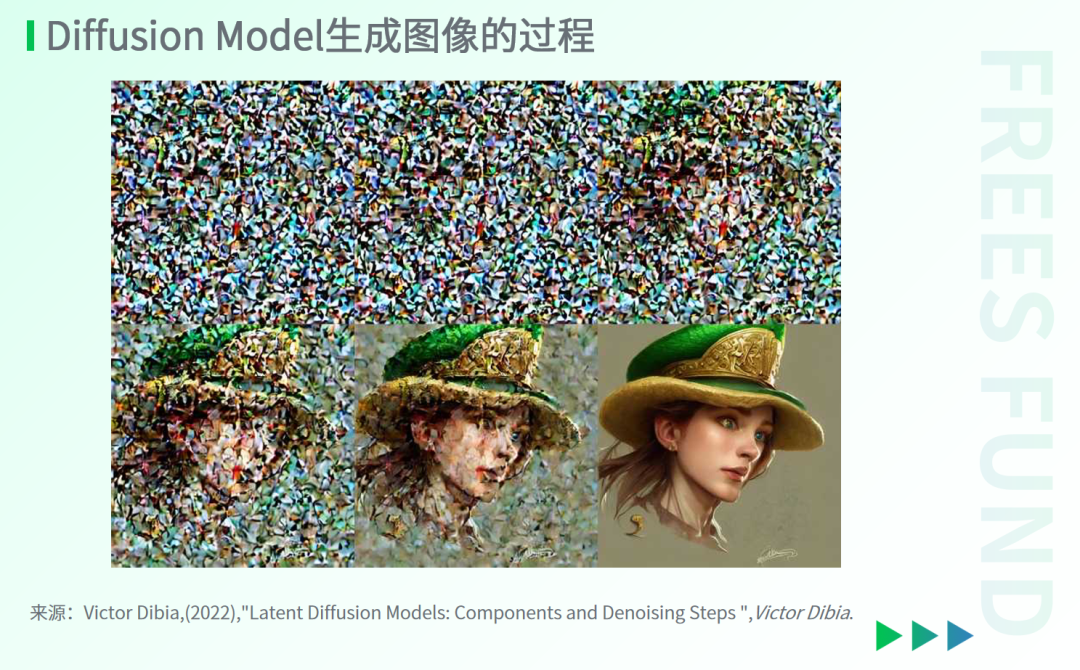 Diffusion Model生成图像的过程
FREES FUND
来源：Victor Dibia,(2022),"Latent Diffusion Models: Components and Denoising Steps ",Victor Dibia.